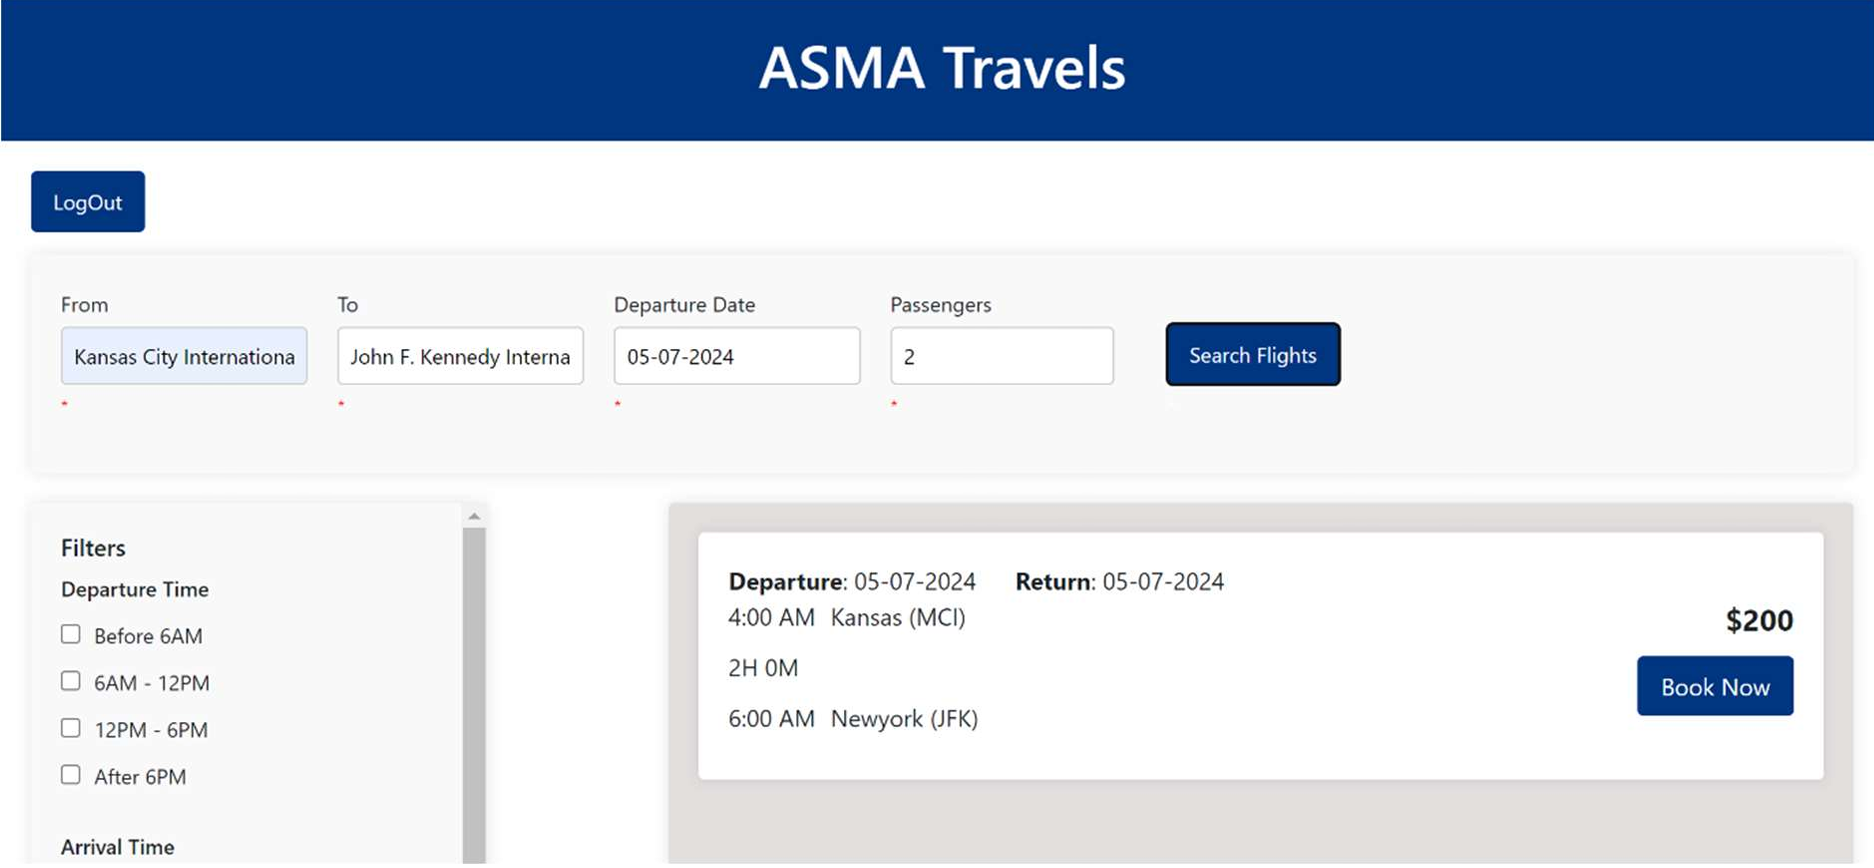 ASMA Travels
LogOut
From
To
Departure Date
Passengers
Kansas City Internationa
John F. Kennedy Interna
05-07-2024
2
Search Flights
*
*
*
*
Filters
Departure Time
Before 6AM
6AM - 12PM
12PM - 6PM
After 6PM
Arrival Time
Departure: 05-07-2024 Return: 05-07-2024
4:00 AM Kansas (MCI)
2H 0M
6:00 AM Newyork (JFK)
$200
Book Now